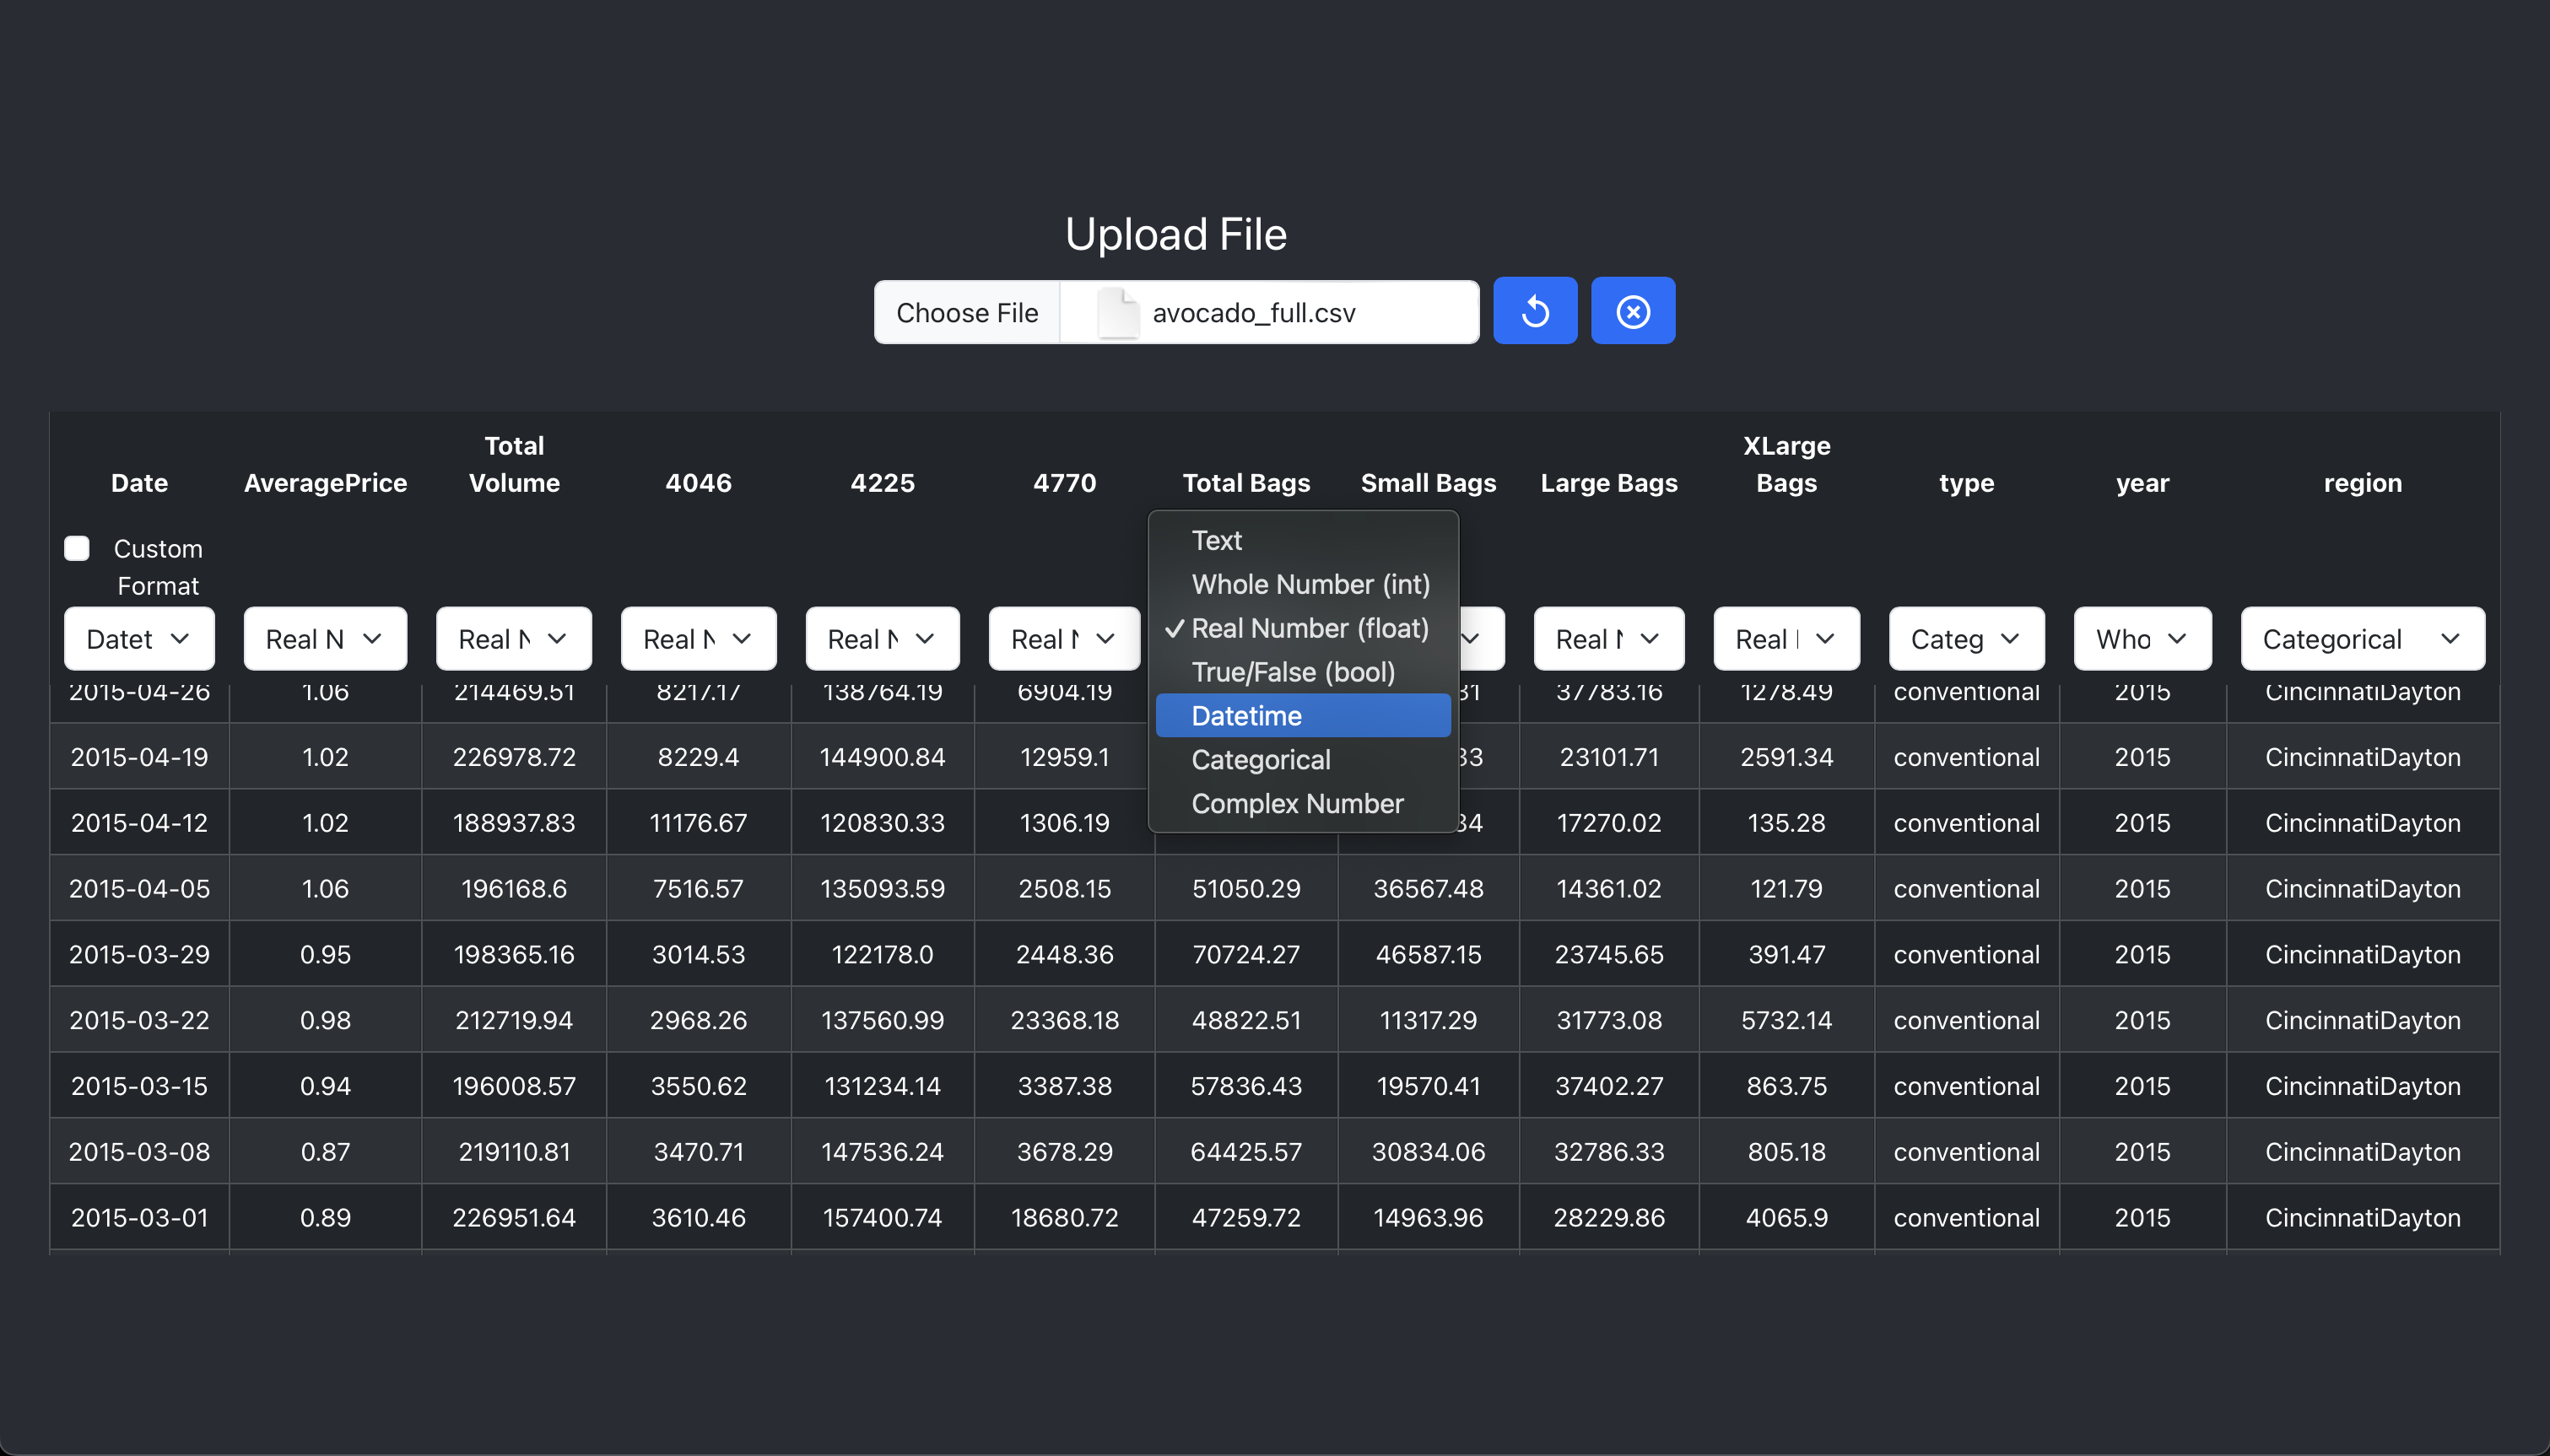 Upload File
Choose File avocado_full.csv
Date AveragePrice Total Volume 4046 4225 4770 Total Bags Small Bags Large Bags XLarge Bags type year region
Custom Format
Datet Real N Real N Real N Real N Real N Real N Real Categ Who Categorical
Text
Whole Number (int)
✓ Real Number (float)
True/False (bool)
Datetime
Categorical
Complex Number
2015-04-26 1.06 214469.51 8217.17 138764.19 6904.19 31 37783.16 1278.49 conventional 2015 CincinnatiDayton
2015-04-19 1.02 226978.72 8229.4 144900.84 12959.1 33 23101.71 2591.34 conventional 2015 CincinnatiDayton
2015-04-12 1.02 188937.83 11176.67 120830.33 1306.19 34 17270.02 135.28 conventional 2015 CincinnatiDayton
2015-04-05 1.06 196168.6 7516.57 135093.59 2508.15 51050.29 36567.48 14361.02 121.79 conventional 2015 CincinnatiDayton
2015-03-29 0.95 198365.16 3014.53 122178.0 2448.36 70724.27 46587.15 23745.65 391.47 conventional 2015 CincinnatiDayton
2015-03-22 0.98 212719.94 2968.26 137560.99 23368.18 48822.51 11317.29 31773.08 5732.14 conventional 2015 CincinnatiDayton
2015-03-15 0.94 196008.57 3550.62 131234.14 3387.38 57836.43 19570.41 37402.27 863.75 conventional 2015 CincinnatiDayton
2015-03-08 0.87 219110.81 3470.71 147536.24 3678.29 64425.57 30834.06 32786.33 805.18 conventional 2015 CincinnatiDayton
2015-03-01 0.89 226951.64 3610.46 157400.74 18680.72 47259.72 14963.96 28229.86 4065.9 conventional 2015 CincinnatiDayton